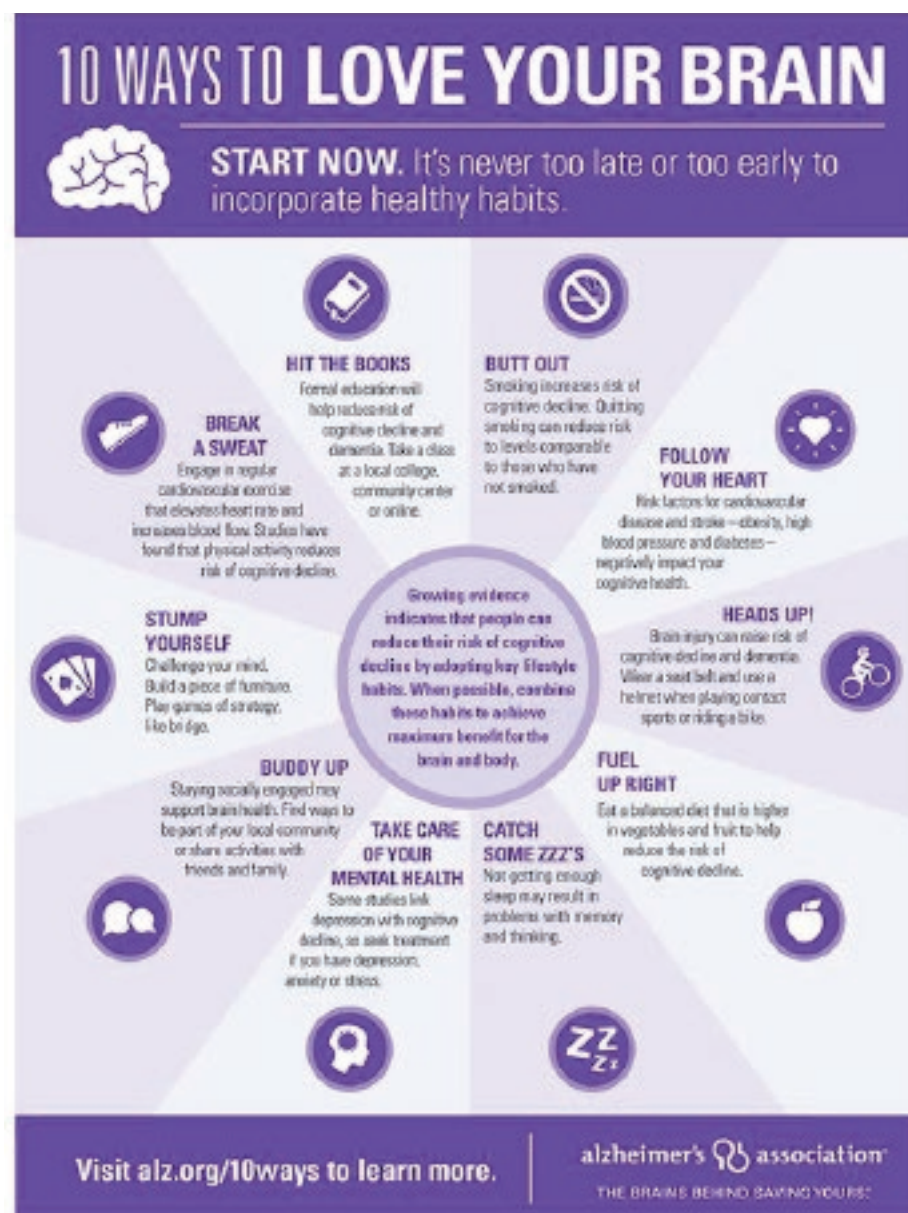 10 WAYS TO LOVE YOUR BRAIN
START NOW. It's never too late or too early to
incorporate healthy habits.
HIT THE BOOKS
Formal education will
help reduce risk of
cognitive decline and
dementia. Take a class
at a local college,
community center
or online.
BUTT OUT
Smoking increases risk of
cognitive decline. Quitting
smoking can reduce risk
to levels comparable
to those who have
not smoked.
FOLLOW
YOUR HEART
Risk factors for cardiovascular
disease and stroke – obesity, high
blood pressure and diabetes –
negatively impact your
cognitive health.
HEADS UP!
Brain injury can raise risk of
cognitive decline and dementia.
Wear a seat belt and use a
helmet when playing contact
sports or riding a bike.
FUEL
UP RIGHT
Eat a balanced diet that is higher
in vegetables and fruit to help
reduce the risk of
cognitive decline.
CATCH
SOME ZZZ'S
Not getting enough
sleep may result in
problems with memory
and thinking.
TAKE CARE
OF YOUR
MENTAL HEALTH
Some studies link
depression with cognitive
decline, so seek treatment
if you have depression,
anxiety or stress.
BUDDY UP
Staying socially engaged may
support brain health. Find ways to
be part of your local community
or share activities with
friends and family.
STUMP
YOURSELF
Challenge your mind.
Build a piece of furniture.
Play games of strategy,
like bridge.
BREAK
A SWEAT
Engage in regular
cardiovascular exercise
that elevates heart rate and
increases blood flow. Studies have
found that physical activity reduces
risk of cognitive decline.
Growing evidence
indicates that people can
reduce their risk of cognitive
decline by adopting key lifestyle
habits. When possible, combine
these habits to achieve
maximum benefit for the
brain and body.
ZZ
Zz
Visit alz.org/10ways to learn more.
alzheimer's association
THE BRAINS BEHIND SAVING YOURS.